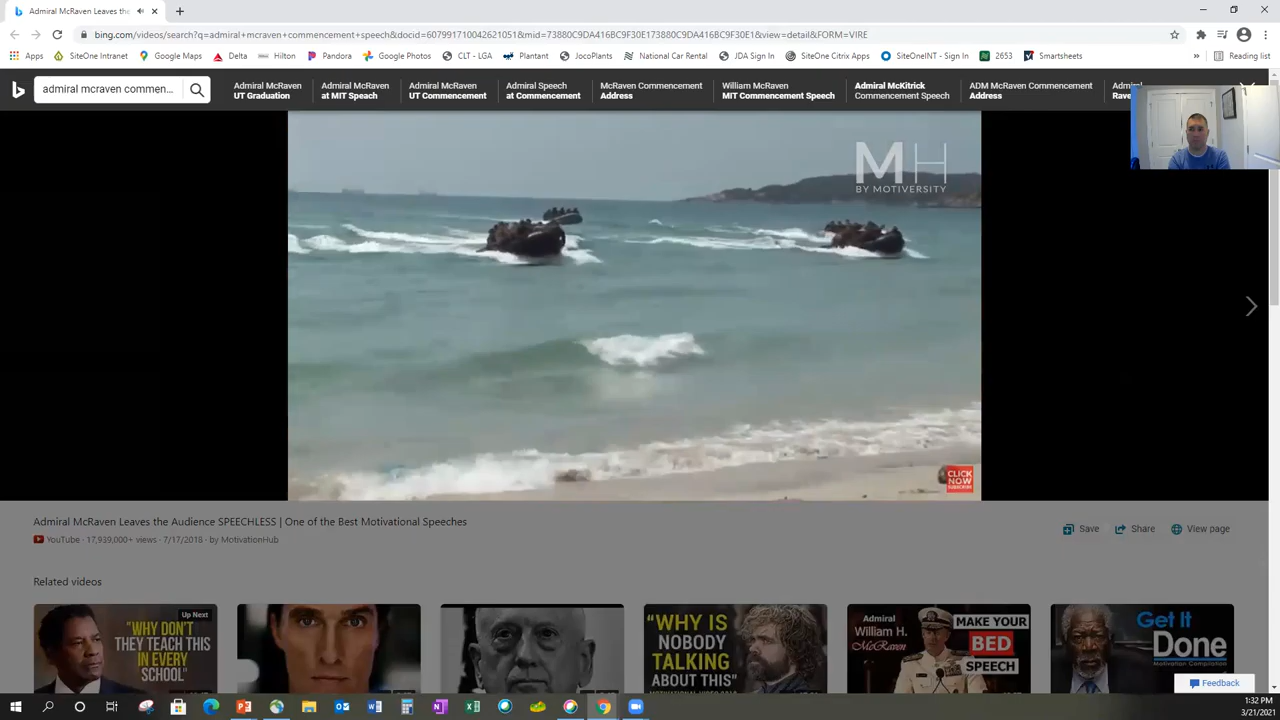 Admiral McRaven Leaves the
bing.com/videos/search?q=admiral+mcraven+commencement+speech&docid=607991710042621051&mid=73880C9DA416BC9F30E173880C9DA416BC9F30E1&view=detail&FORM=VIRE
Apps SiteOne Intranet Google Maps Delta Hilton Pandora Google Photos CLT - LGA Plantant JocoPlants National Car Rental JDA Sign In SiteOne Citrix Apps SiteOneINT - Sign In 2653 Smartsheets » Reading list
admiral mcraven commen...
Admiral McRaven
UT Graduation
Admiral McRaven
at MIT Speach
Admiral McRaven
UT Commencement
Admiral Speech
at Commencement
McRaven Commencement
Address
William McRaven
MIT Commencement Speech
Admiral McKitrick
Commencement Speech
ADM McRaven Commencement
Address
MH
BY MOTIVERSITY
CLICK
NOW
SUBSCRIBE
Admiral McRaven Leaves the Audience SPEECHLESS | One of the Best Motivational Speeches
YouTube · 17,939,000+ views · 7/17/2018 · by MotivationHub
Save Share View page
Related videos
Up Next
"WHY DON'T
THEY TEACH THIS
IN EVERY
SCHOOL"
"WHY IS
NOBODY
TALKING
ABOUT THIS"
Admiral
William H.
McRaven
MAKE YOUR
BED
SPEECH
Get It
Done
Motivation Compilation
Feedback
1:32 PM
3/21/2021